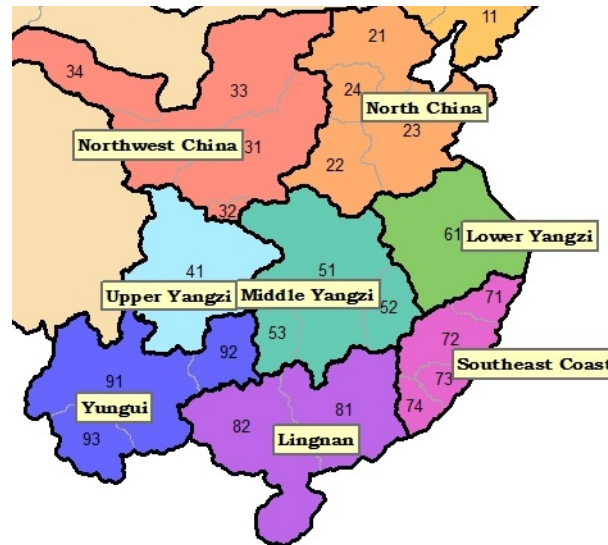 11
21
34
33
24
North China
23
Northwest China
31
22
32
61
Lower Yangzi
41
51
Upper Yangzi
Middle Yangzi
71
52
53
72
92
Southeast Coast
91
73
Yungui
74
81
82
93
Lingnan